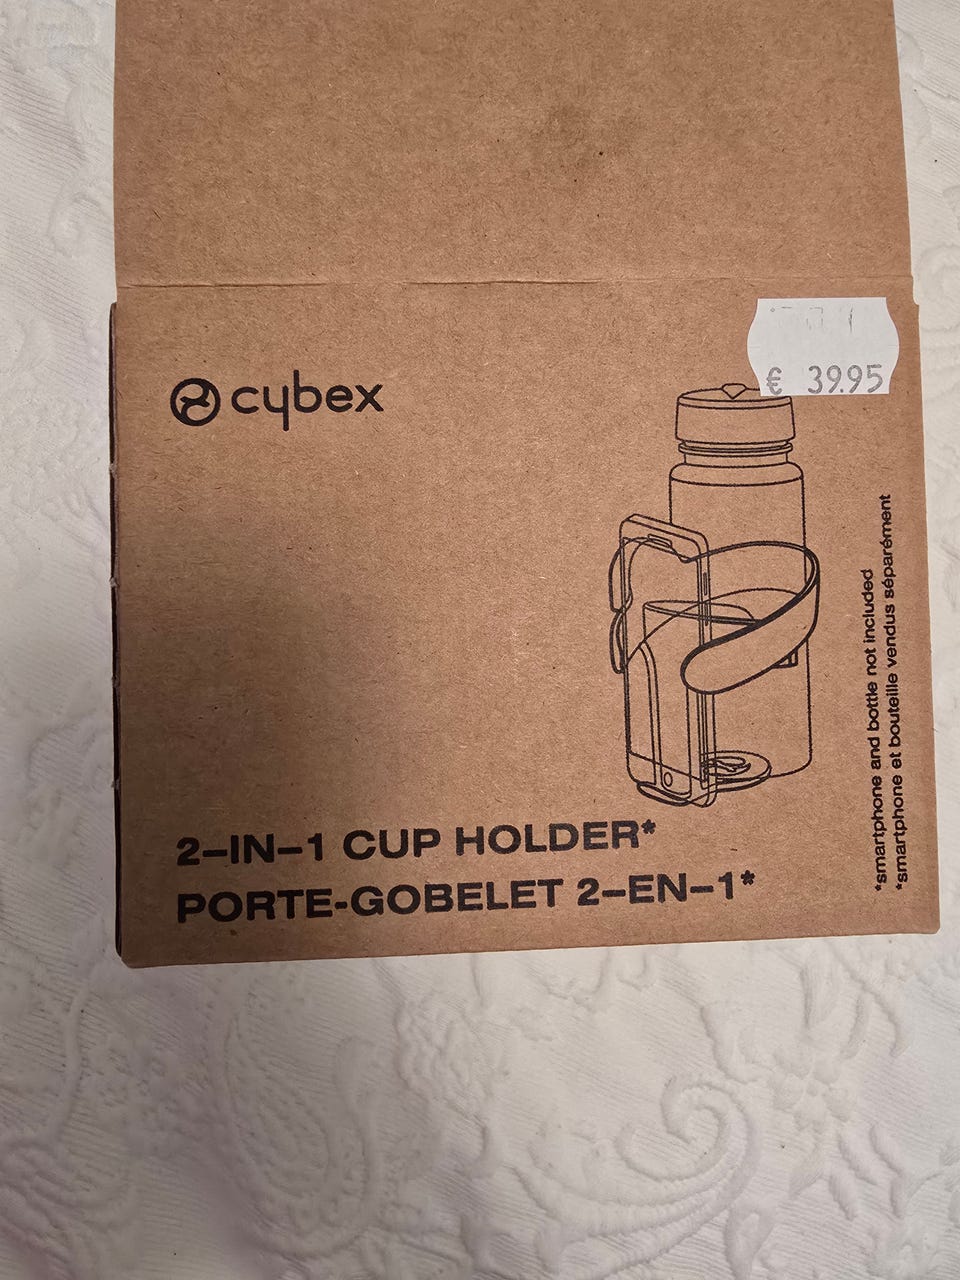 € 39.95
cybex
*smartphone and bottle not included
*smartphone et bouteille vendus séparément
2–IN–1 CUP HOLDER*
PORTE-GOBELET 2–EN–1*